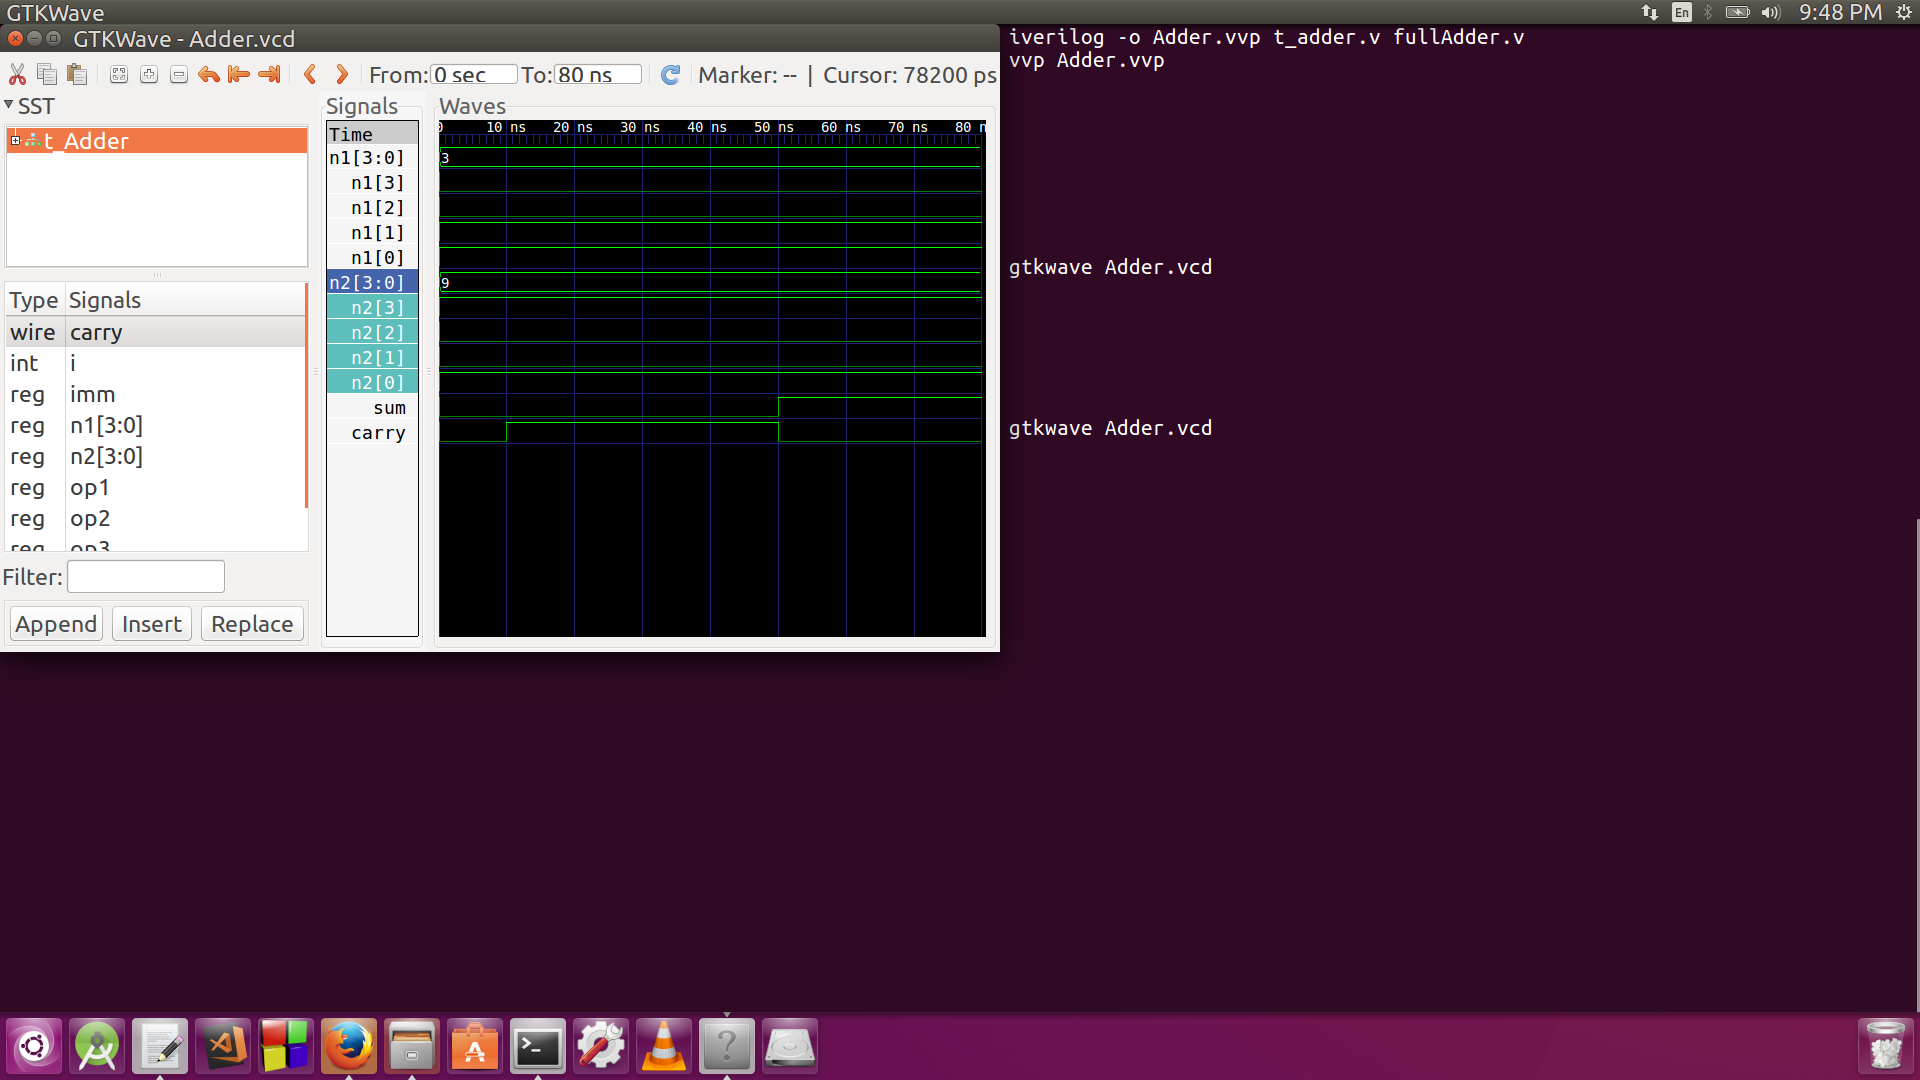 GTKWave
En
9:48 PM
GTKWave - Adder.vcd
From: 0 sec To: 80 ns Marker: -- | Cursor: 78200 ps
SST
t_Adder
Type Signals
wire carry
int i
reg imm
reg n1[3:0]
reg n2[3:0]
reg op1
reg op2
reg op3
Filter:
Append Insert Replace
Signals
Time
n1[3:0]
n1[3]
n1[2]
n1[1]
n1[0]
n2[3:0]
n2[3]
n2[2]
n2[1]
n2[0]
sum
carry
Waves
0 10 ns 20 ns 30 ns 40 ns 50 ns 60 ns 70 ns 80 n
3
9
iverilog -o Adder.vvp t_adder.v fullAdder.v
vvp Adder.vvp
gtkwave Adder.vcd
gtkwave Adder.vcd